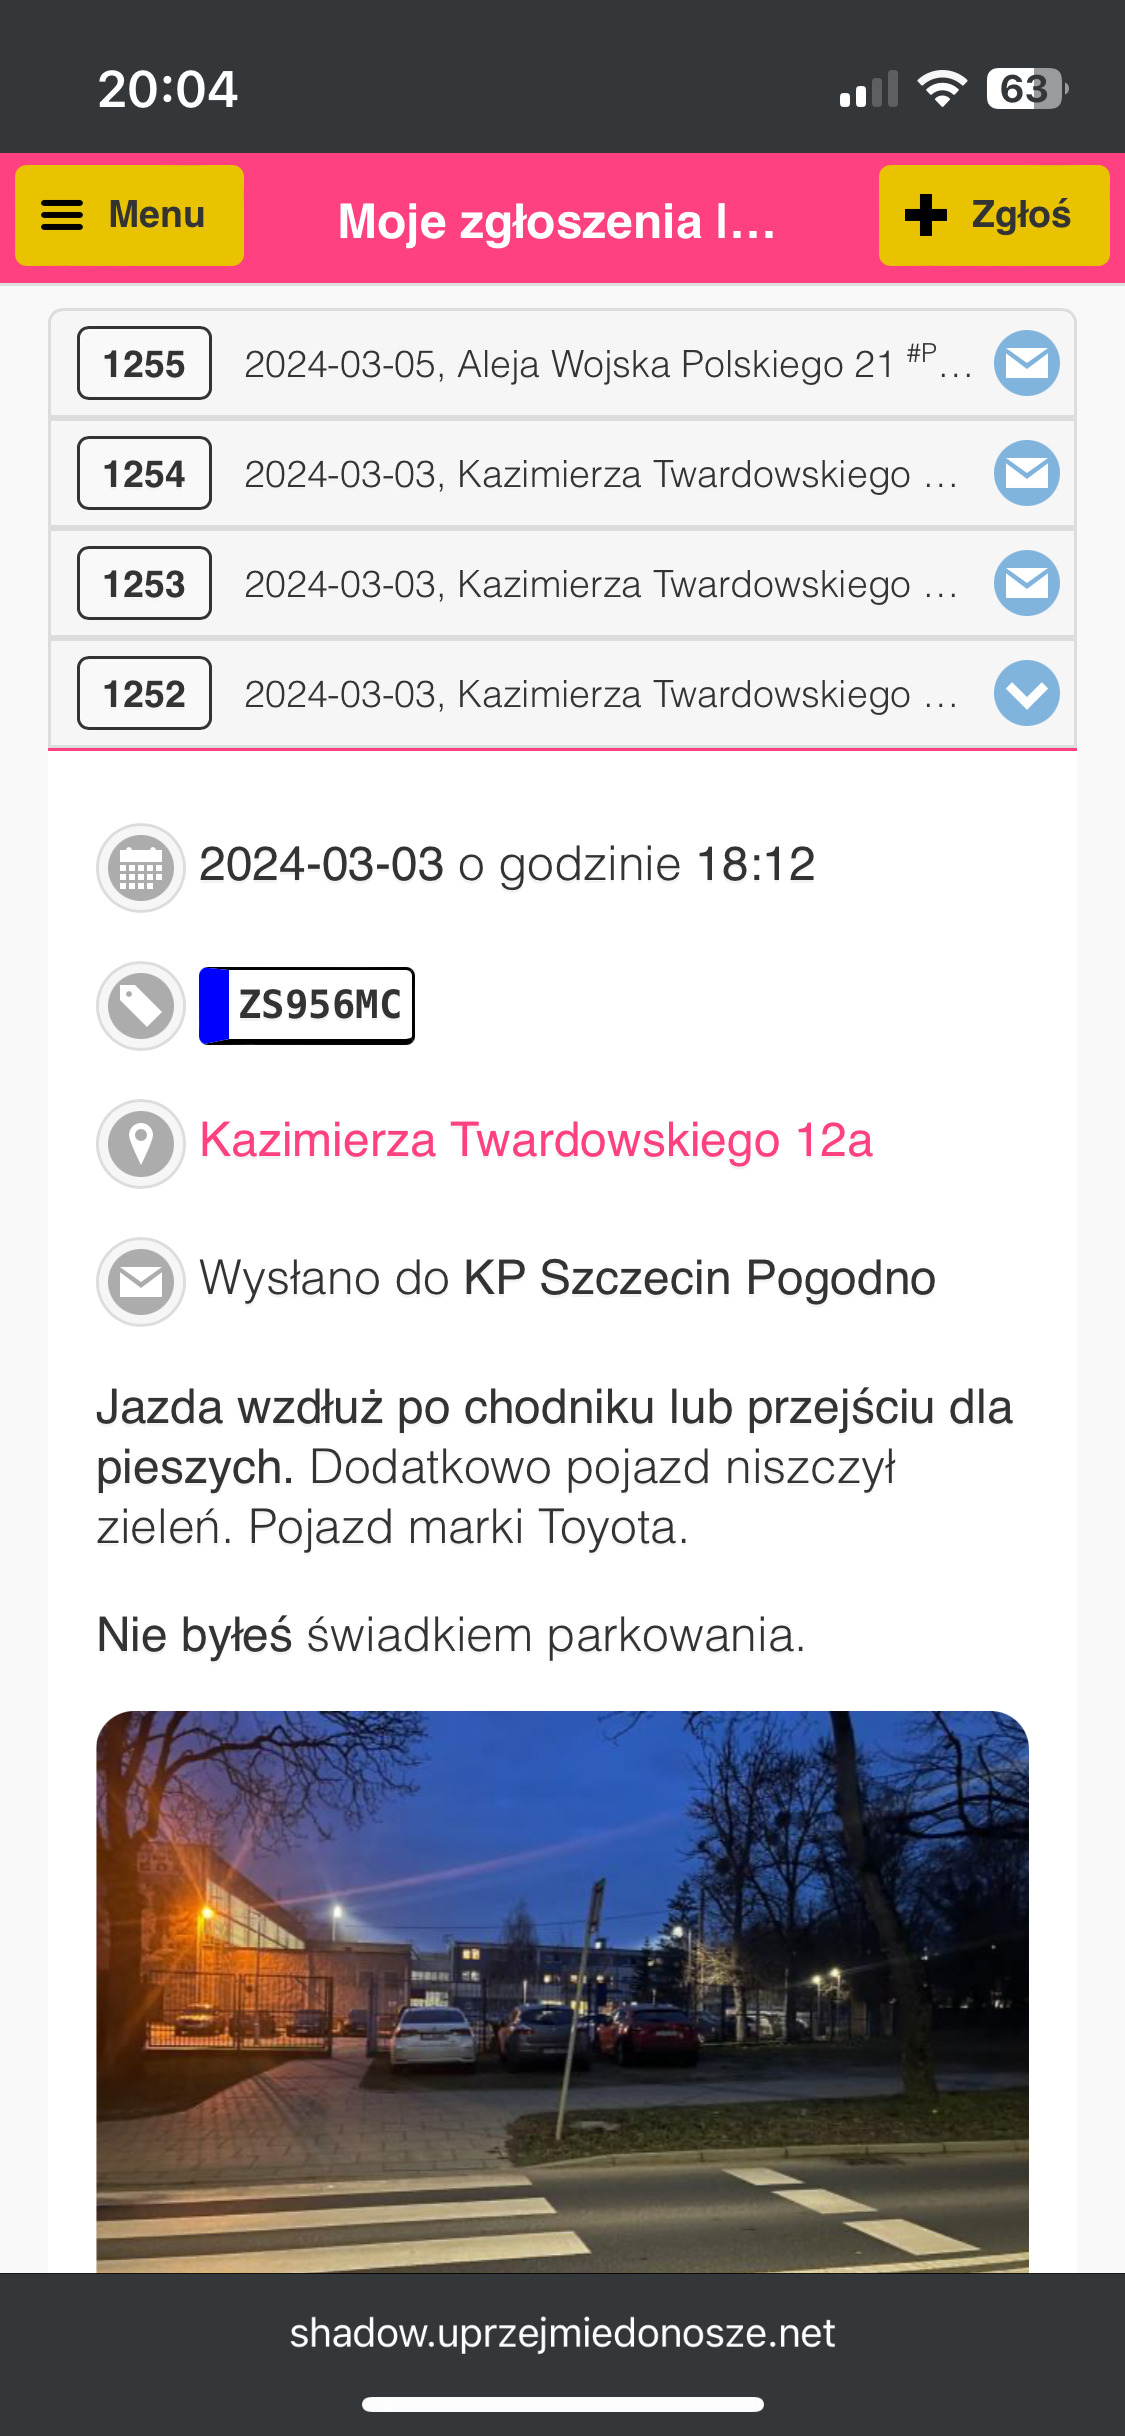 20:04
63
Menu
Moje zgłoszenia l...
Zgłoś
1255 2024-03-05, Aleja Wojska Polskiego 21 #P...
1254 2024-03-03, Kazimierza Twardowskiego ...
1253 2024-03-03, Kazimierza Twardowskiego ...
1252 2024-03-03, Kazimierza Twardowskiego ...
2024-03-03 o godzinie 18:12
ZS956MC
Kazimierza Twardowskiego 12a
Wysłano do KP Szczecin Pogodno
Jazda wzdłuż po chodniku lub przejściu dla
pieszych. Dodatkowo pojazd niszczył
zieleń. Pojazd marki Toyota.
Nie byłeś świadkiem parkowania.
shadow.uprzejmiedonosze.net